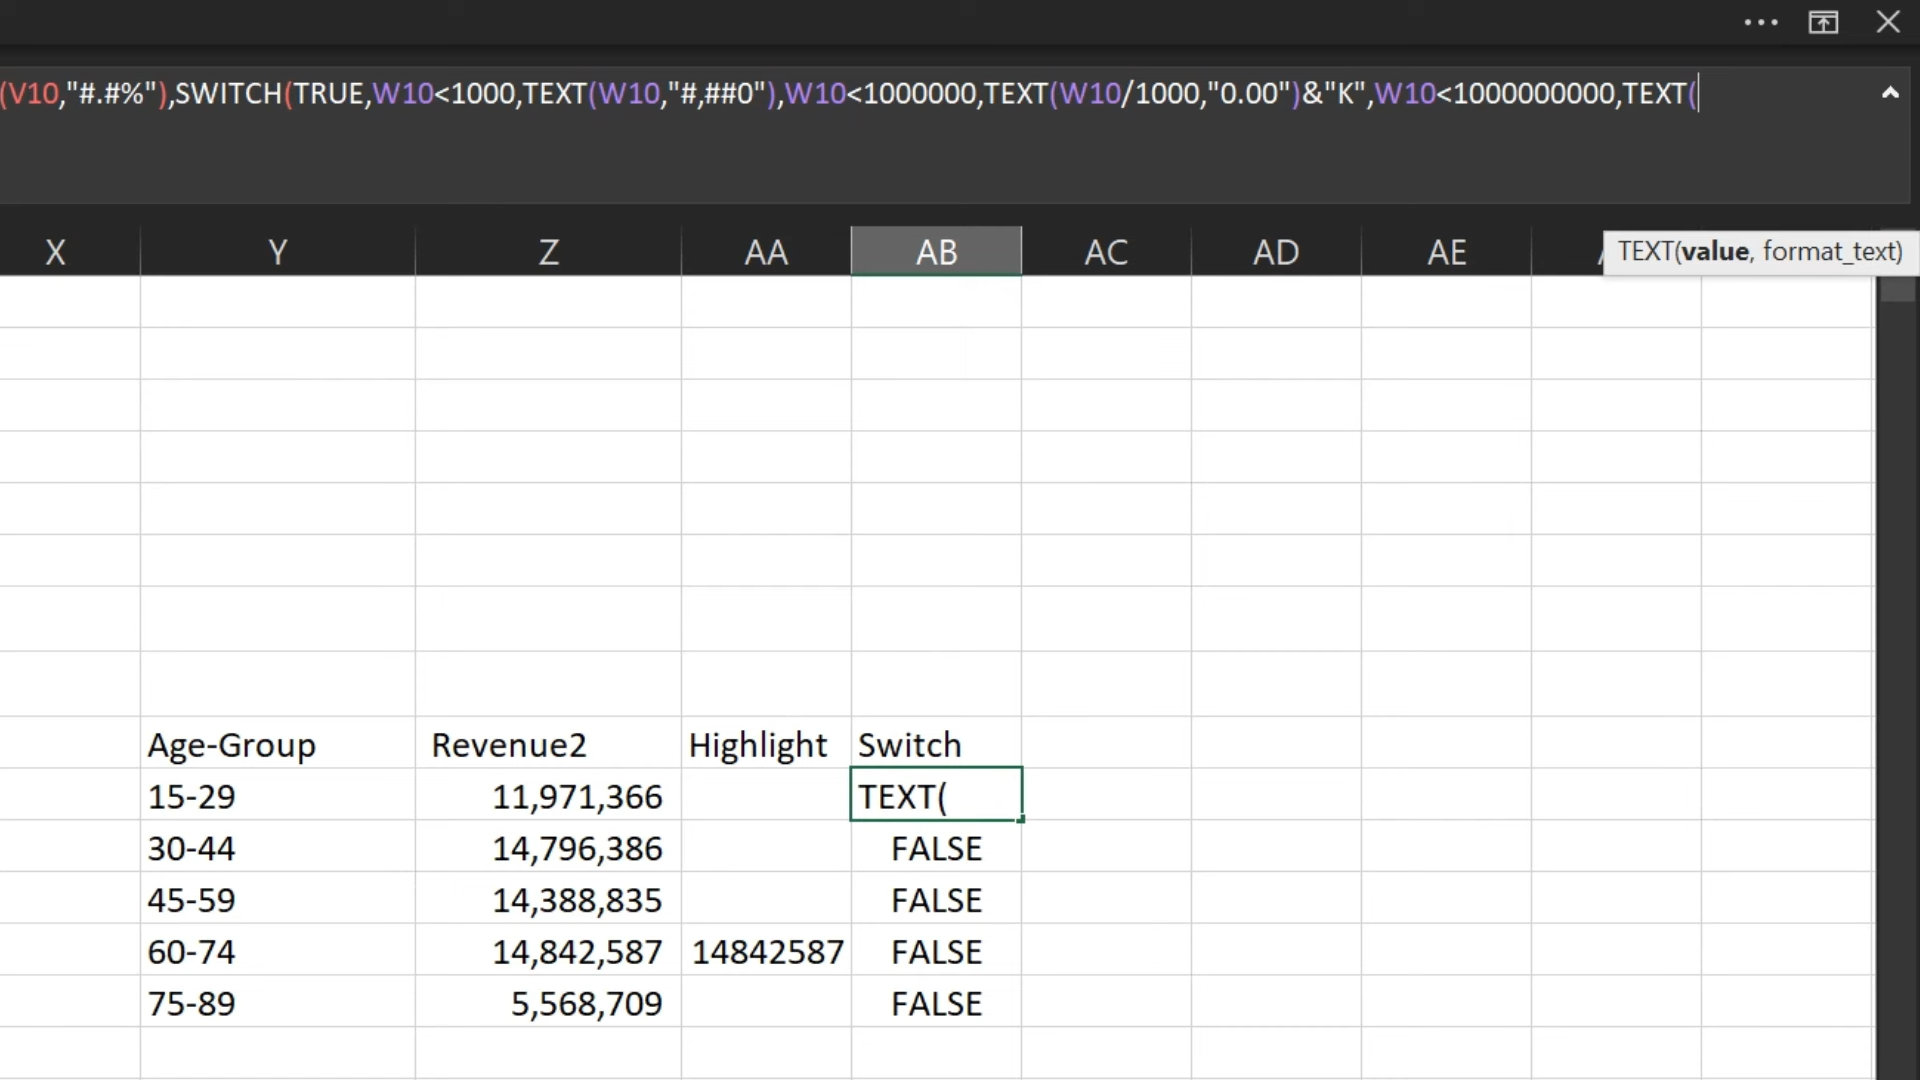 (V10,"#.#%"),SWITCH(TRUE,W10<1000,TEXT(W10,"#,##0"),W10<1000000,TEXT(W10/1000,"0.00")&"K",W10<1000000000,TEXT(
X Y Z AA AB AC AD AE
TEXT(value, format_text)
Age-Group Revenue2 Highlight Switch
15-29 11,971,366 TEXT(
30-44 14,796,386 FALSE
45-59 14,388,835 FALSE
60-74 14,842,587 14842587 FALSE
75-89 5,568,709 FALSE